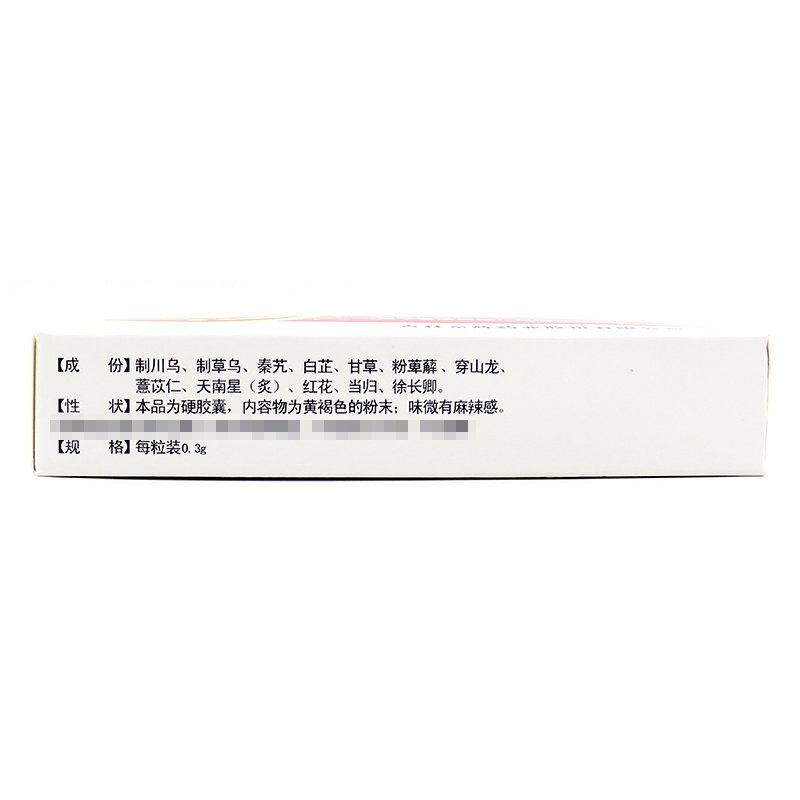 【成 份】制川乌、制草乌、秦艽、白芷、甘草、粉萆薢、穿山龙、
薏苡仁、天南星（炙）、红花、当归、徐长卿。
【性 状】本品为硬胶囊，内容物为黄褐色的粉末；味微有麻辣感。
【规 格】每粒装0.3g